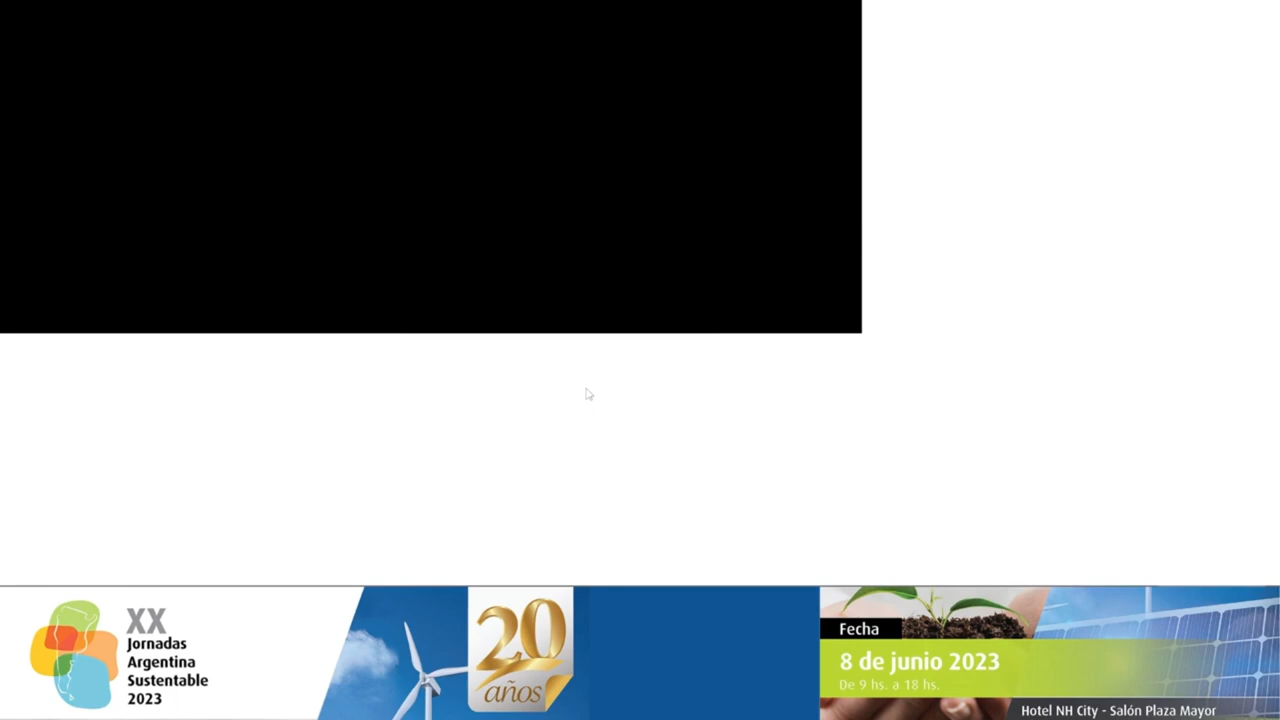 XX
Jornadas
Argentina
Sustentable
2023
20
años
Fecha
8 de junio 2023
De 9 hs. a 18 hs.
Hotel NH City - Salón Plaza Mayor